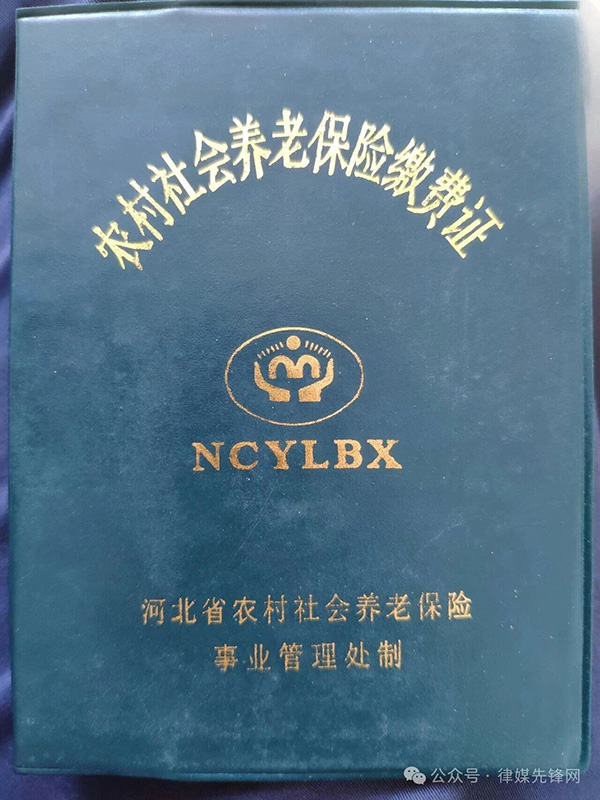 农村社会养老保险缴费证
NCYLBX
河北省农村社会养老保险
事业管理处制
公众号·律媒先锋网